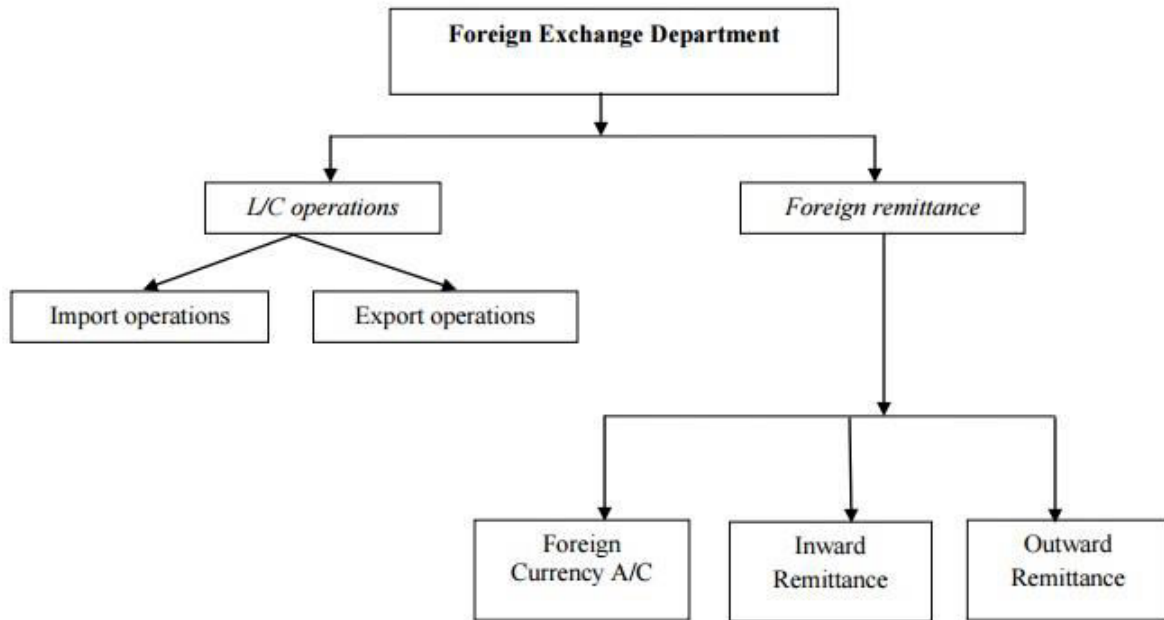 Foreign Exchange Department
L/C operations
Foreign remittance
Import operations
Export operations
Foreign
Currency A/C
Inward
Remittance
Outward
Remittance